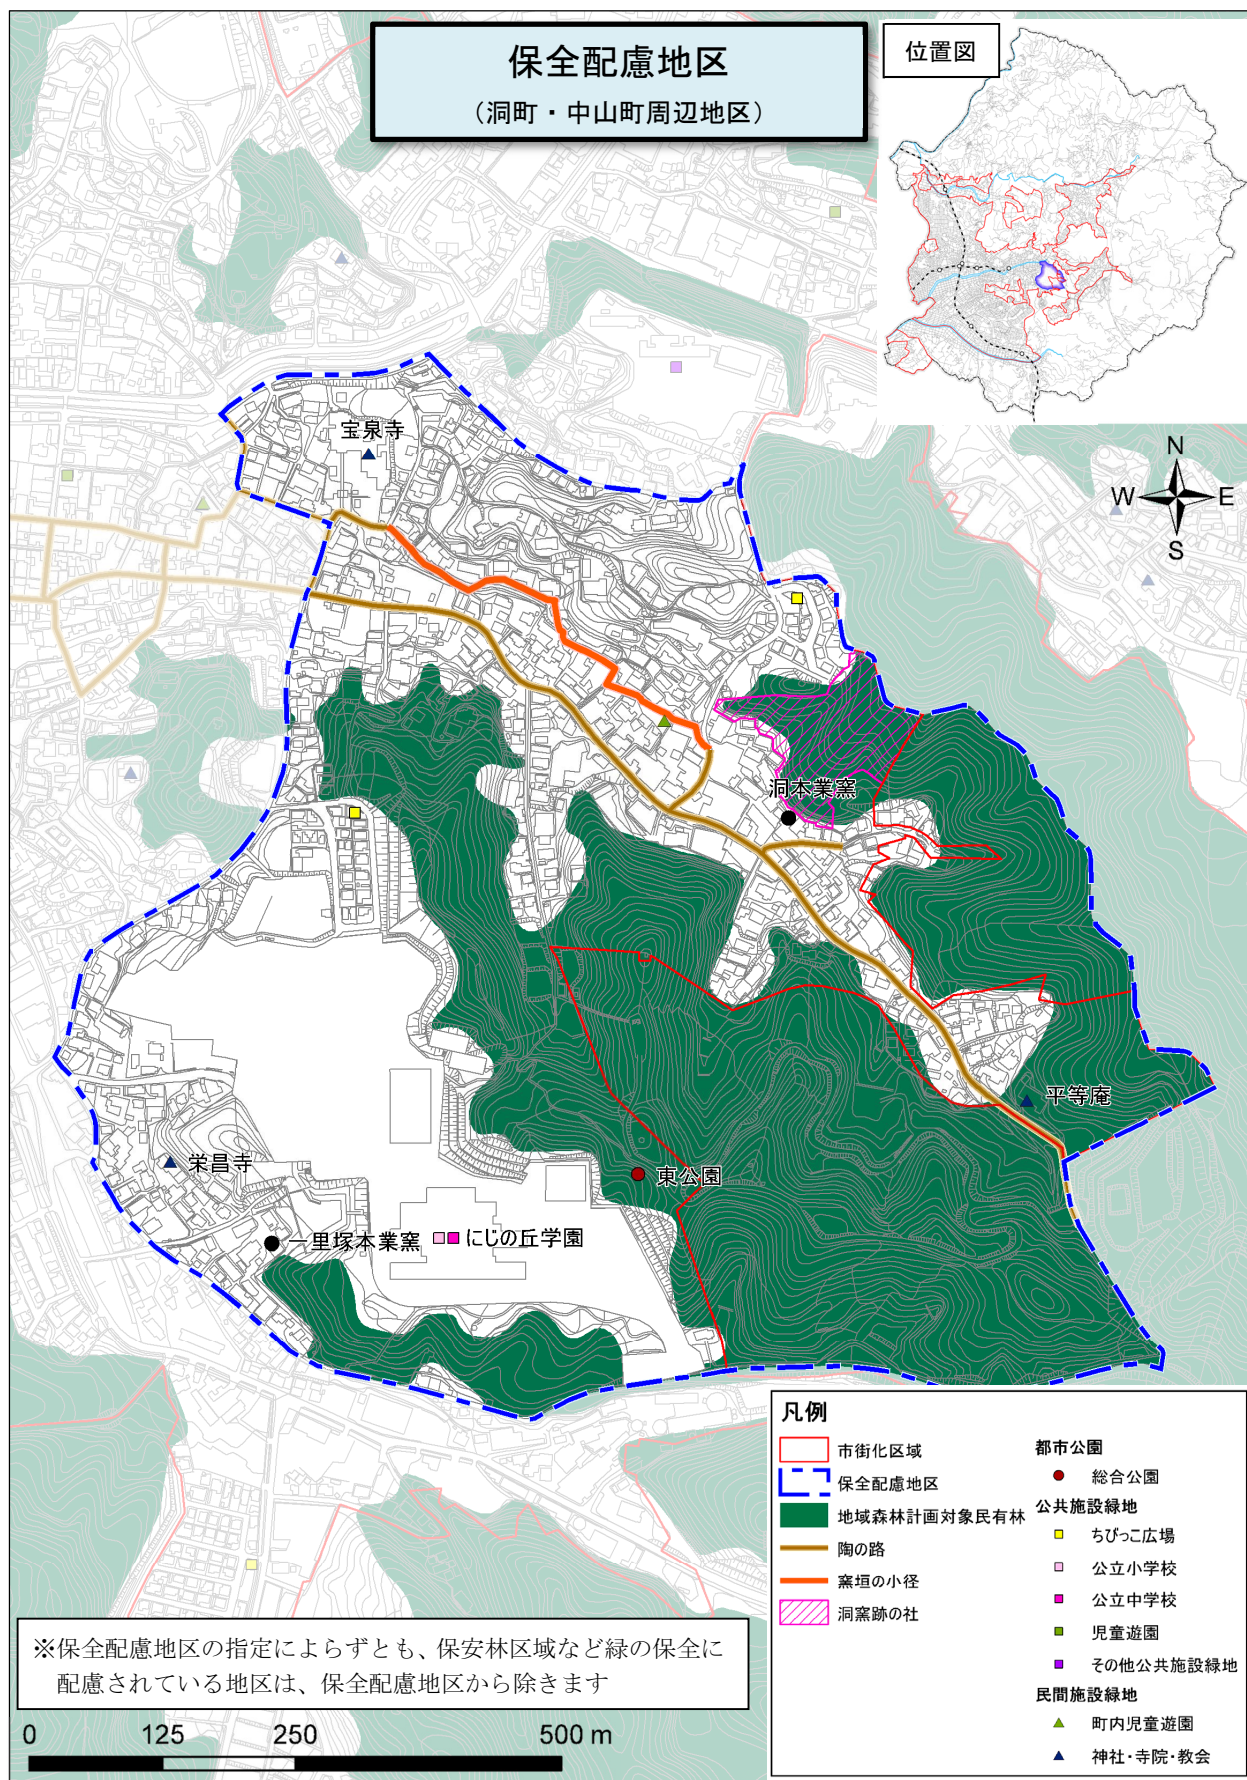 保全配慮地区
（洞町・中山町周辺地区）
位置図
N
W E
S
宝泉寺
洞本業窯
平等庵
栄昌寺
東公園
一里塚本業窯
にじの丘学園
凡例
市街化区域
保全配慮地区
地域森林計画対象民有林
陶の路
窯垣の小径
洞窯跡の社
都市公園
総合公園
公共施設緑地
ちびっこ広場
公立小学校
公立中学校
児童遊園
その他公共施設緑地
民間施設緑地
町内児童遊園
神社・寺院・教会
※保全配慮地区の指定によらずとも、保安林区域など緑の保全に
配慮されている地区は、保全配慮地区から除きます
0 125 250 500 m